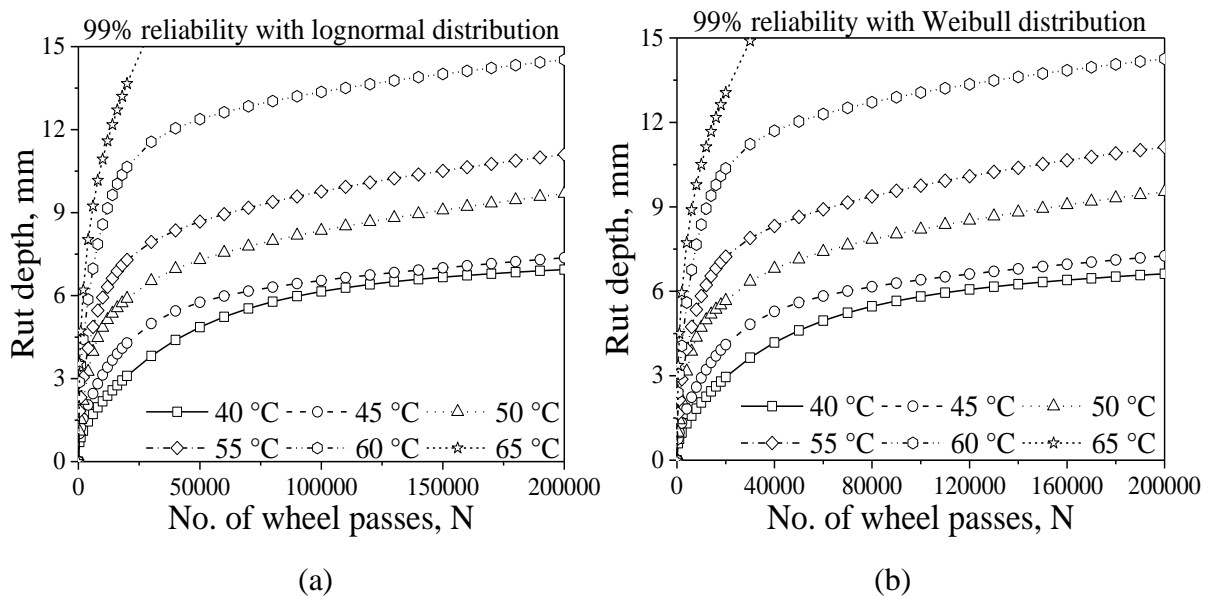 99% reliability with lognormal distribution
15
12
9
6
3
0
Rut depth, mm
40 °C 45 °C 50 °C
55 °C 60 °C 65 °C
0 50000 100000 150000 200000
No. of wheel passes, N
(a)
99% reliability with Weibull distribution
15
12
9
6
3
0
Rut depth, mm
40 °C 45 °C 50 °C
55 °C 60 °C 65 °C
0 40000 80000 120000 160000 200000
No. of wheel passes, N
(b)